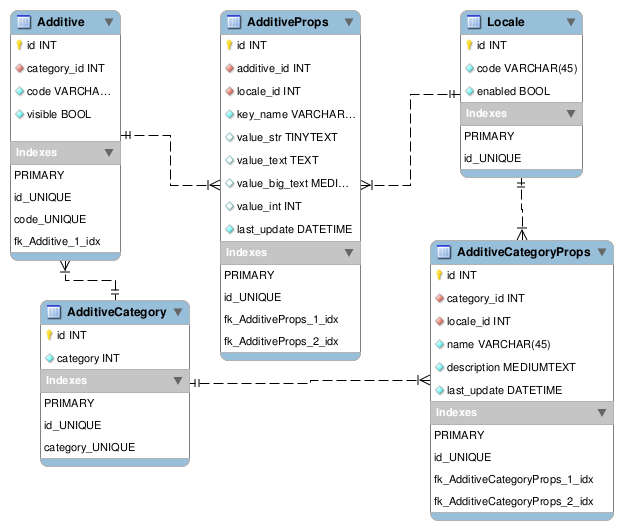 Additive
id INT
category_id INT
code VARCHA...
visible BOOL
Indexes
PRIMARY
id_UNIQUE
code_UNIQUE
fk_Additive_1_idx
AdditiveProps
id INT
additive_id INT
locale_id INT
key_name VARCHAR...
value_str TINYTEXT
value_text TEXT
value_big_text MEDI...
value_int INT
last_update DATETIME
Indexes
PRIMARY
id_UNIQUE
fk_AdditiveProps_1_idx
fk_AdditiveProps_2_idx
Locale
id INT
code VARCHAR(45)
enabled BOOL
Indexes
PRIMARY
id_UNIQUE
AdditiveCategory
id INT
category INT
Indexes
PRIMARY
id_UNIQUE
category_UNIQUE
AdditiveCategoryProps
id INT
category_id INT
locale_id INT
name VARCHAR(45)
description MEDIUMTEXT
last_update DATETIME
Indexes
PRIMARY
id_UNIQUE
fk_AdditiveCategoryProps_1_idx
fk_AdditiveCategoryProps_2_idx